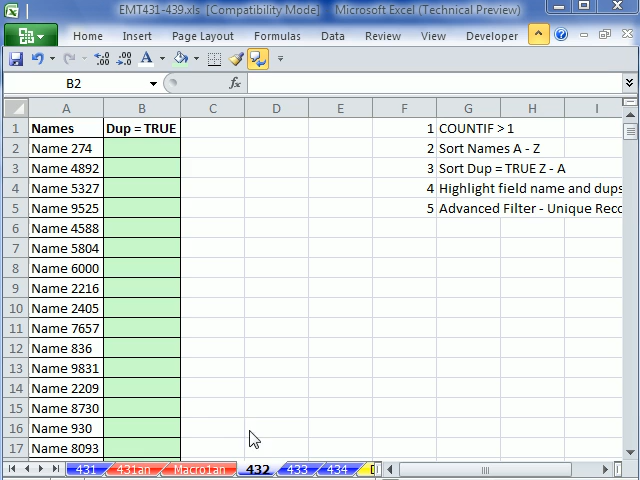 EMT431-439.xls [Compatibility Mode] - Microsoft Excel (Technical Preview)
Home Insert Page Layout Formulas Data Review View Developer
B2 fx
A B C D E F G H I
1 Names Dup = TRUE 1 COUNTIF > 1
2 Name 274 2 Sort Names A - Z
3 Name 4892 3 Sort Dup = TRUE Z - A
4 Name 5327 4 Highlight field name and dups
5 Name 9525 5 Advanced Filter - Unique Reco
6 Name 4588
7 Name 5804
8 Name 6000
9 Name 2216
10 Name 2405
11 Name 7657
12 Name 836
13 Name 9831
14 Name 2209
15 Name 8730
16 Name 930
17 Name 8093
431 431an Macro1an 432 433 434